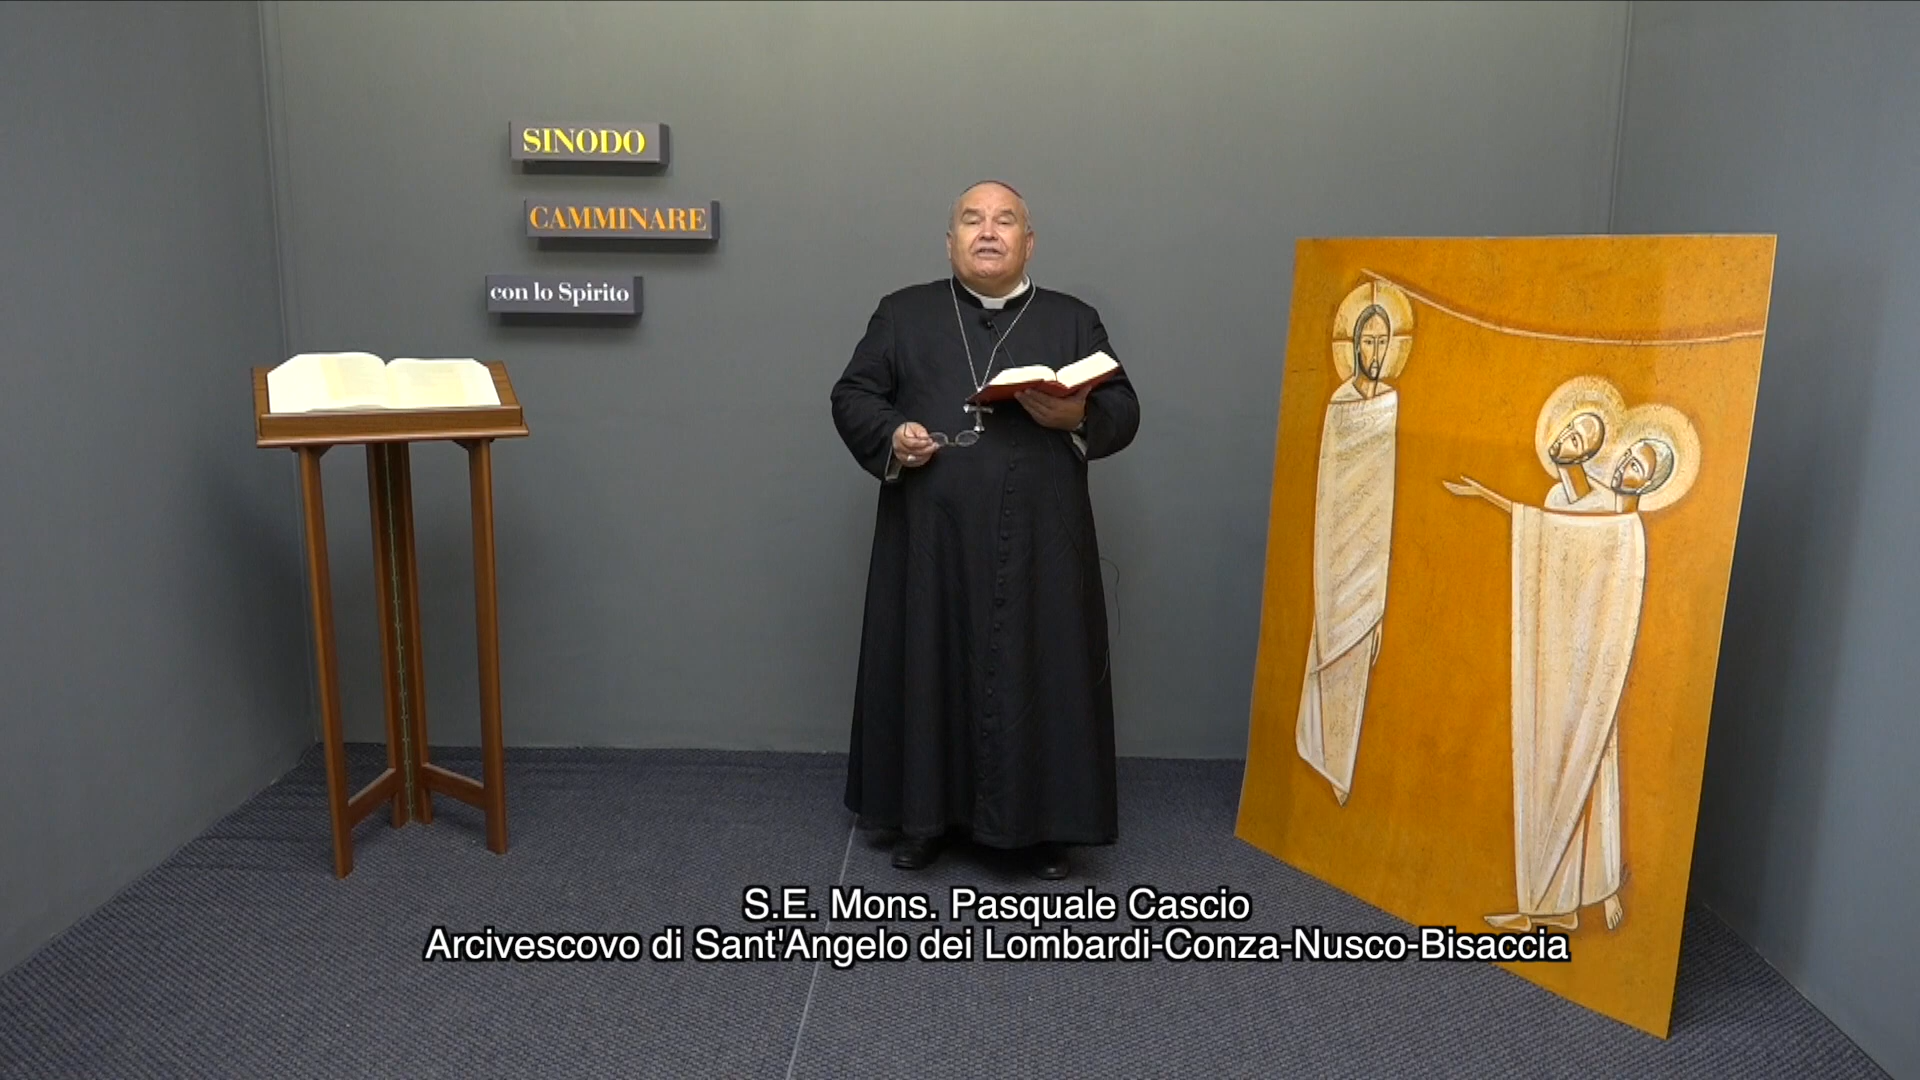 SINODO
CAMMINARE
con lo Spirito
S.E. Mons. Pasquale Cascio
Arcivescovo di Sant'Angelo dei Lombardi-Conza-Nusco-Bisaccia